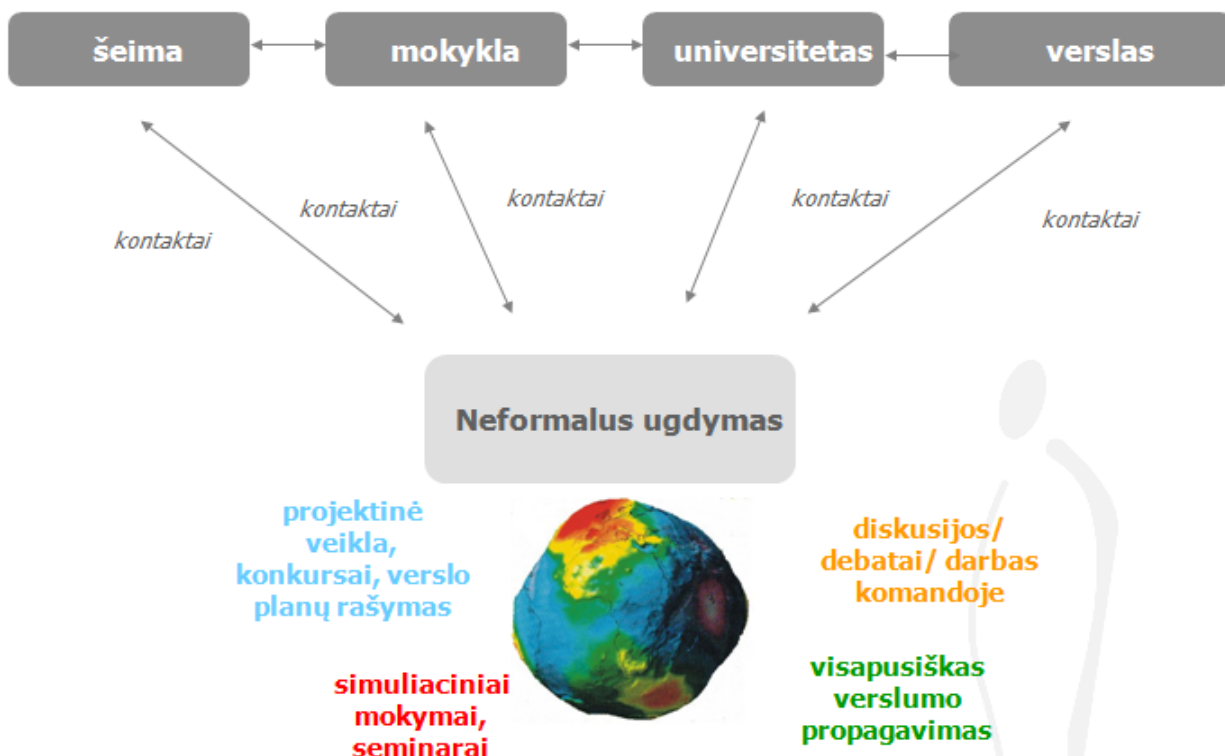 šeima
mokykla
universitetas
verslas
kontaktai
kontaktai
kontaktai
kontaktai
kontaktai
Neformalus ugdymas
projektinė
veikla,
konkursai, verslo
planų rašymas
diskusijos/
debatai/ darbas
komandoje
simuliaciniai
mokymai,
seminarai
visapusiškas
verslumo
propagavimas